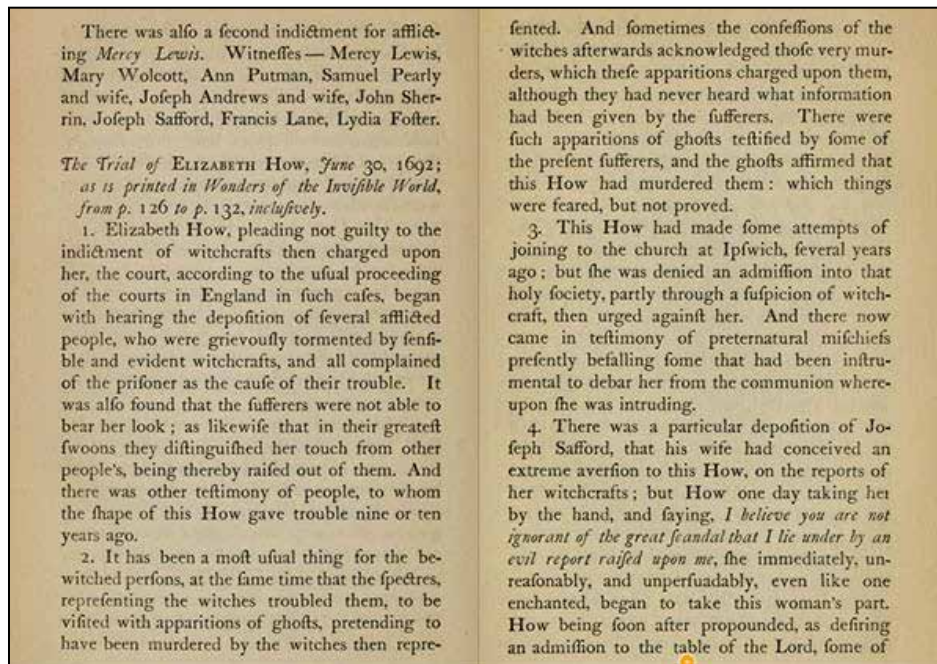 There was alſo a ſecond indictment for afflict-
ing Mercy Lewis. Witneſſes — Mercy Lewis,
Mary Wolcott, Ann Putman, Samuel Pearly
and wife, Joſeph Andrews and wife, John Sher-
rin, Joſeph Safford, Francis Lane, Lydia Foſter.
The Trial of ELIZABETH HOW, June 30, 1692;
as is printed in Wonders of the Inviſible World,
from p. 126 to p. 132, incluſively.
1. Elizabeth How, pleading not guilty to the
indictment of witchcrafts then charged upon
her, the court, according to the uſual proceeding
of the courts in England in ſuch caſes, began
with hearing the depoſition of ſeveral afflicted
people, who were grievouſly tormented by ſenſi-
ble and evident witchcrafts, and all complained
of the priſoner as the cauſe of their trouble. It
was alſo found that the ſufferers were not able to
bear her look; as likewiſe that in their greateſt
ſwoons they diſtinguiſhed her touch from other
people's, being thereby raiſed out of them. And
there was other teſtimony of people, to whom
the ſhape of this How gave trouble nine or ten
years ago.
2. It has been a moſt uſual thing for the be-
witched perſons, at the ſame time that the ſpectres,
repreſenting the witches troubled them, to be
viſited with apparitions of ghoſts, pretending to
have been murdered by the witches then repre-
ſented. And ſometimes the confeſſions of the
witches afterwards acknowledged thoſe very mur-
ders, which theſe apparitions charged upon them,
although they had never heard what information
had been given by the ſufferers. There were
ſuch apparitions of ghoſts teſtified by ſome of
the preſent ſufferers, and the ghoſts affirmed that
this How had murdered them: which things
were feared, but not proved.
3. This How had made ſome attempts of
joining to the church at Ipſwich, ſeveral years
ago; but ſhe was denied an admiſſion into that
holy ſociety, partly through a ſuſpicion of witch-
craft, then urged againſt her. And there now
came in teſtimony of preternatural miſchiefs
preſently befalling ſome that had been inſtru-
mental to debar her from the communion where-
upon ſhe was intruding.
4. There was a particular depoſition of Jo-
ſeph Safford, that his wife had conceived an
extreme averſion to this How, on the reports of
her witchcrafts; but How one day taking her
by the hand, and ſaying, I believe you are not
ignorant of the great ſcandal that I lie under by an
evil report raiſed upon me, ſhe immediately, un-
reaſonably, and unperſuadably, even like one
enchanted, began to take this woman's part.
How being ſoon after propounded, as deſiring
an admiſſion to the table of the Lord, ſome of